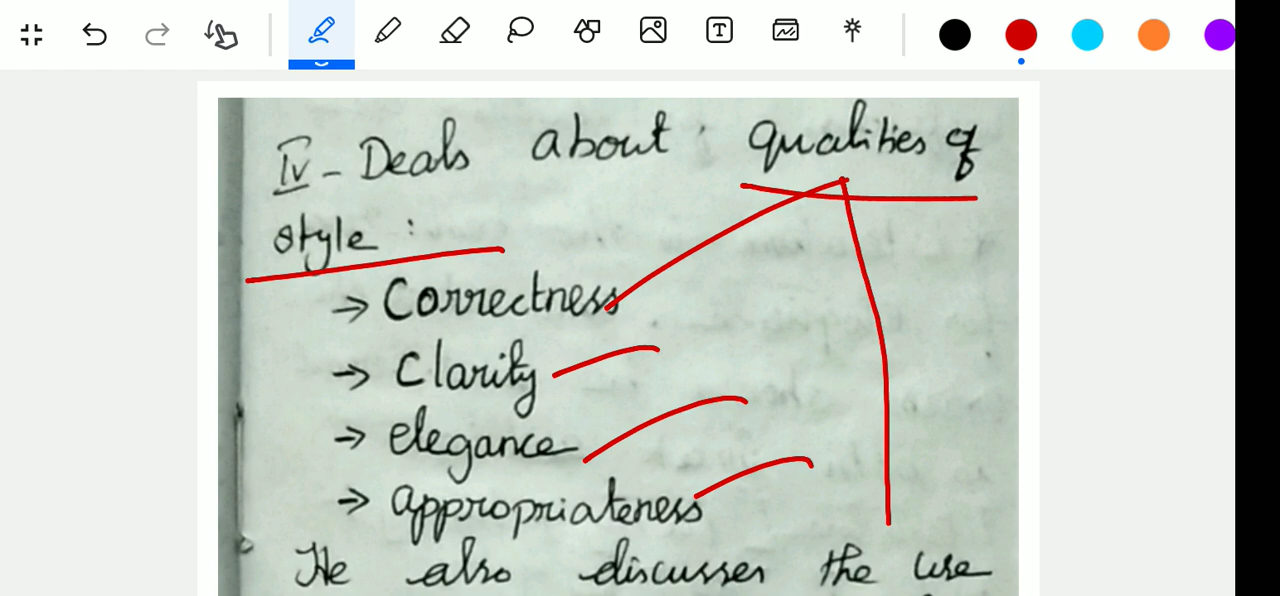 IV - Deals about : qualities of
style :
→ Correctness
→ Clarity
→ elegance
→ appropriateness
He also discusses the use